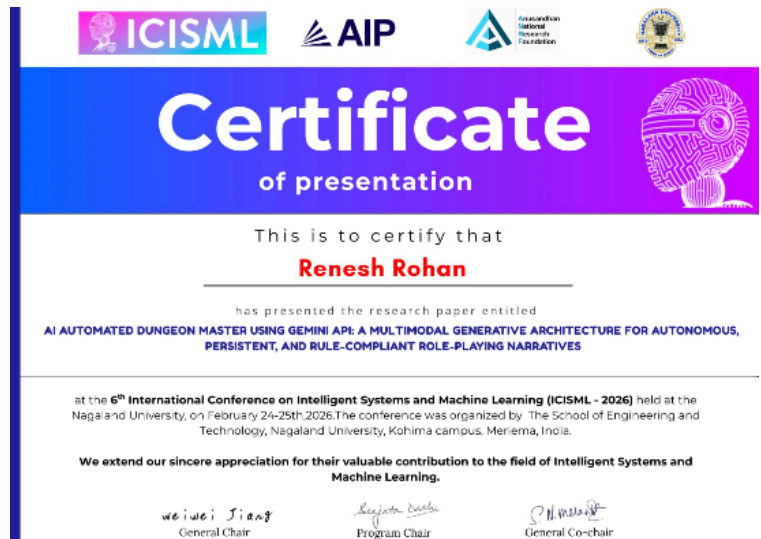 ICISML
AIP
Anusandhan
National
Research
Foundation
Certificate
of presentation
This is to certify that
Renesh Rohan
has presented the research paper entitled
AI AUTOMATED DUNGEON MASTER USING GEMINI API: A MULTIMODAL GENERATIVE ARCHITECTURE FOR AUTONOMOUS,
PERSISTENT, AND RULE-COMPLIANT ROLE-PLAYING NARRATIVES
at the 6th International Conference on Intelligent Systems and Machine Learning (ICISML - 2026) held at the
Nagaland University, on February 24-25th,2026.The conference was organized by The School of Engineering and
Technology, Nagaland University, Kohima campus, Meriema, India.
We extend our sincere appreciation for their valuable contribution to the field of Intelligent Systems and
Machine Learning.
weiwei Jiang
General Chair
Program Chair
General Co-chair